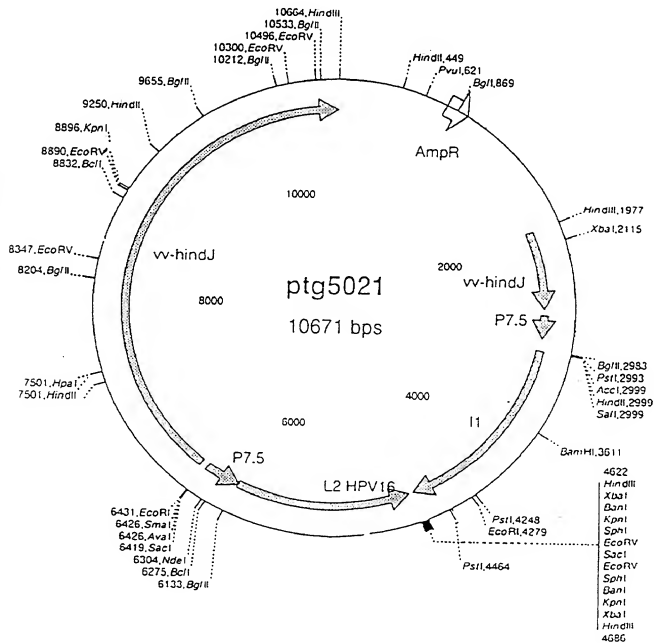 10664, HindIII
10533, BglII
10496, EcoRV
10300, EcoRV
10212, BglII
9655, BglII
9250, HindII
8896, KpnI
8890, EcoRV
8832, BclI
8347, EcoRV
8204, BglII
7501, HpaI
7501, HindII
6431, EcoRI
6426, SmaI
6426, AvaI
6419, SacI
6304, NdeI
6275, BclI
6133, BglII
HindII, 449
PvuI, 621
BglI, 869
AmpR
HindIII, 1977
XbaI, 2115
vv-hindJ
P7.5
BglII, 2983
PstI, 2993
AccI, 2999
HindII, 2999
SalI, 2999
BamHI, 3611
PstI, 4248
EcoRI, 4279
PstI, 4464
4622
HindIII
XbaI
BanI
KpnI
SphI
EcoRV
SacI
EcoRV
SphI
BanI
KpnI
XbaI
HindIII
4686
10000
2000
4000
6000
8000
vv-hindJ
ptg5021
10671 bps
l1
P7.5
L2 HPV16